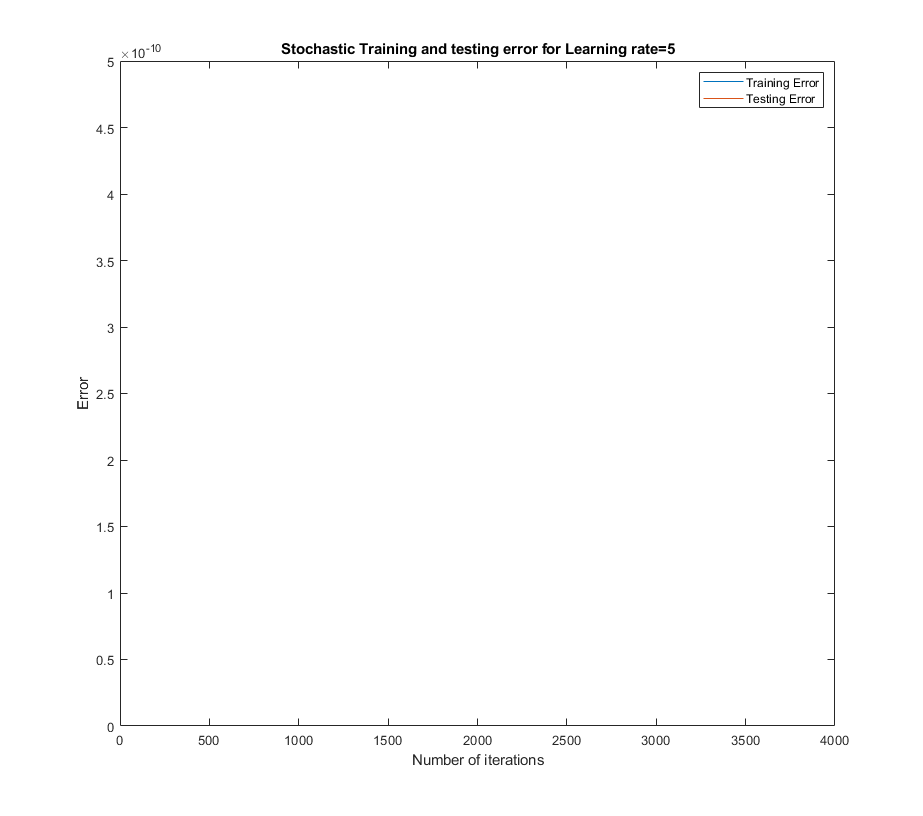 Stochastic Training and testing error for Learning rate=5
×10-10
Training Error
Testing Error
5
4.5
4
3.5
3
2.5
2
1.5
1
0.5
0
Error
0 500 1000 1500 2000 2500 3000 3500 4000
Number of iterations